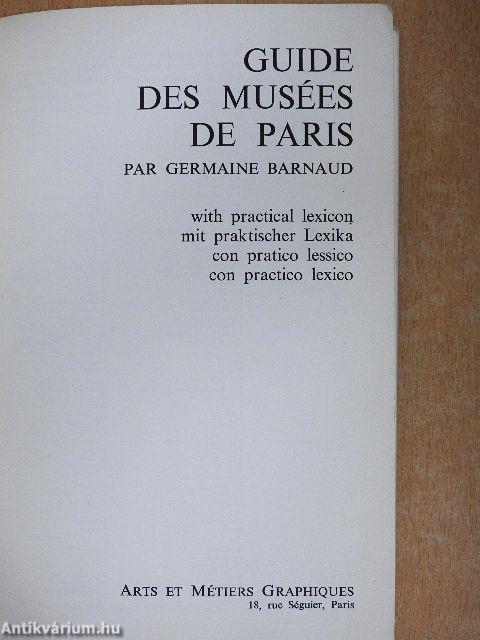 GUIDE
DES MUSÉES
DE PARIS
PAR GERMAINE BARNAUD
with practical lexicon
mit praktischer Lexika
con pratico lessico
con practico lexico
ARTS ET MÉTIERS GRAPHIQUES
18, rue Séguier, Paris
Antikvárium.hu